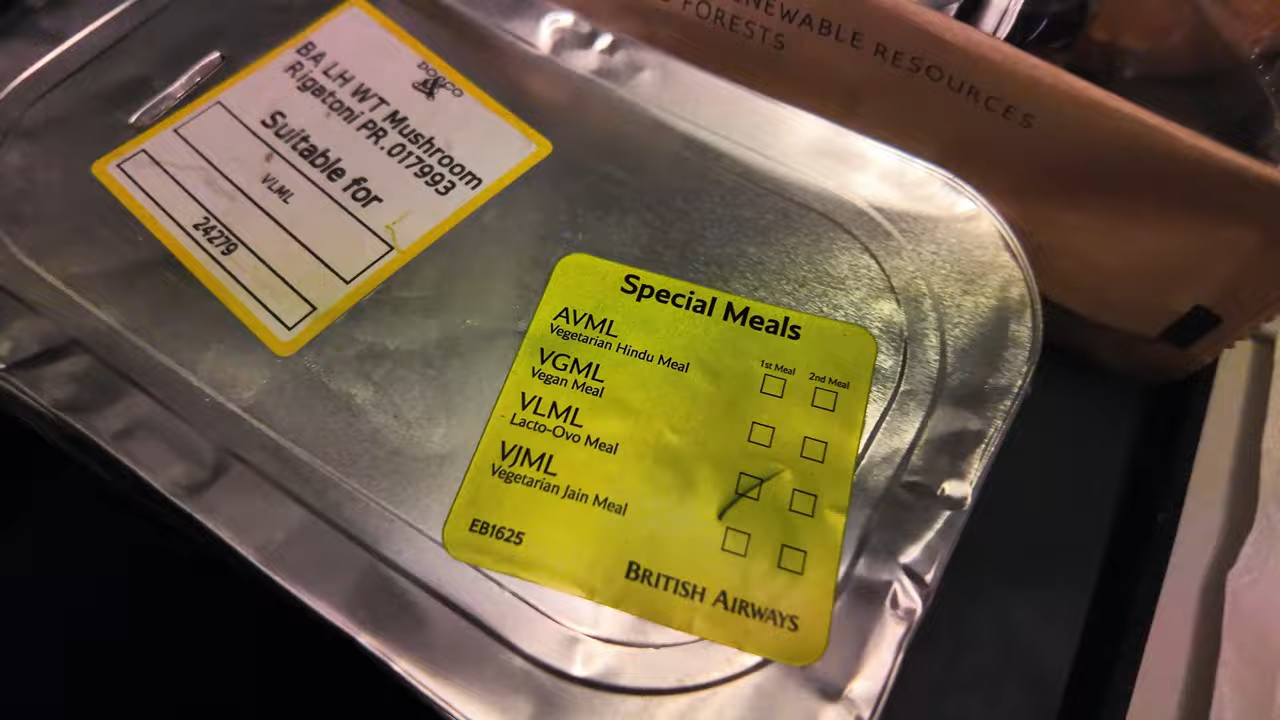 DO&CO
BA LH WT Mushroom
Rigatoni PR.017993
Suitable for
VLML
24279
RENEWABLE RESOURCES
FORESTS
Special Meals
1st Meal 2nd Meal
AVML
Vegetarian Hindu Meal
VGML
Vegan Meal
VLML
Lacto-Ovo Meal
VJML
Vegetarian Jain Meal
EB1625
BRITISH AIRWAYS